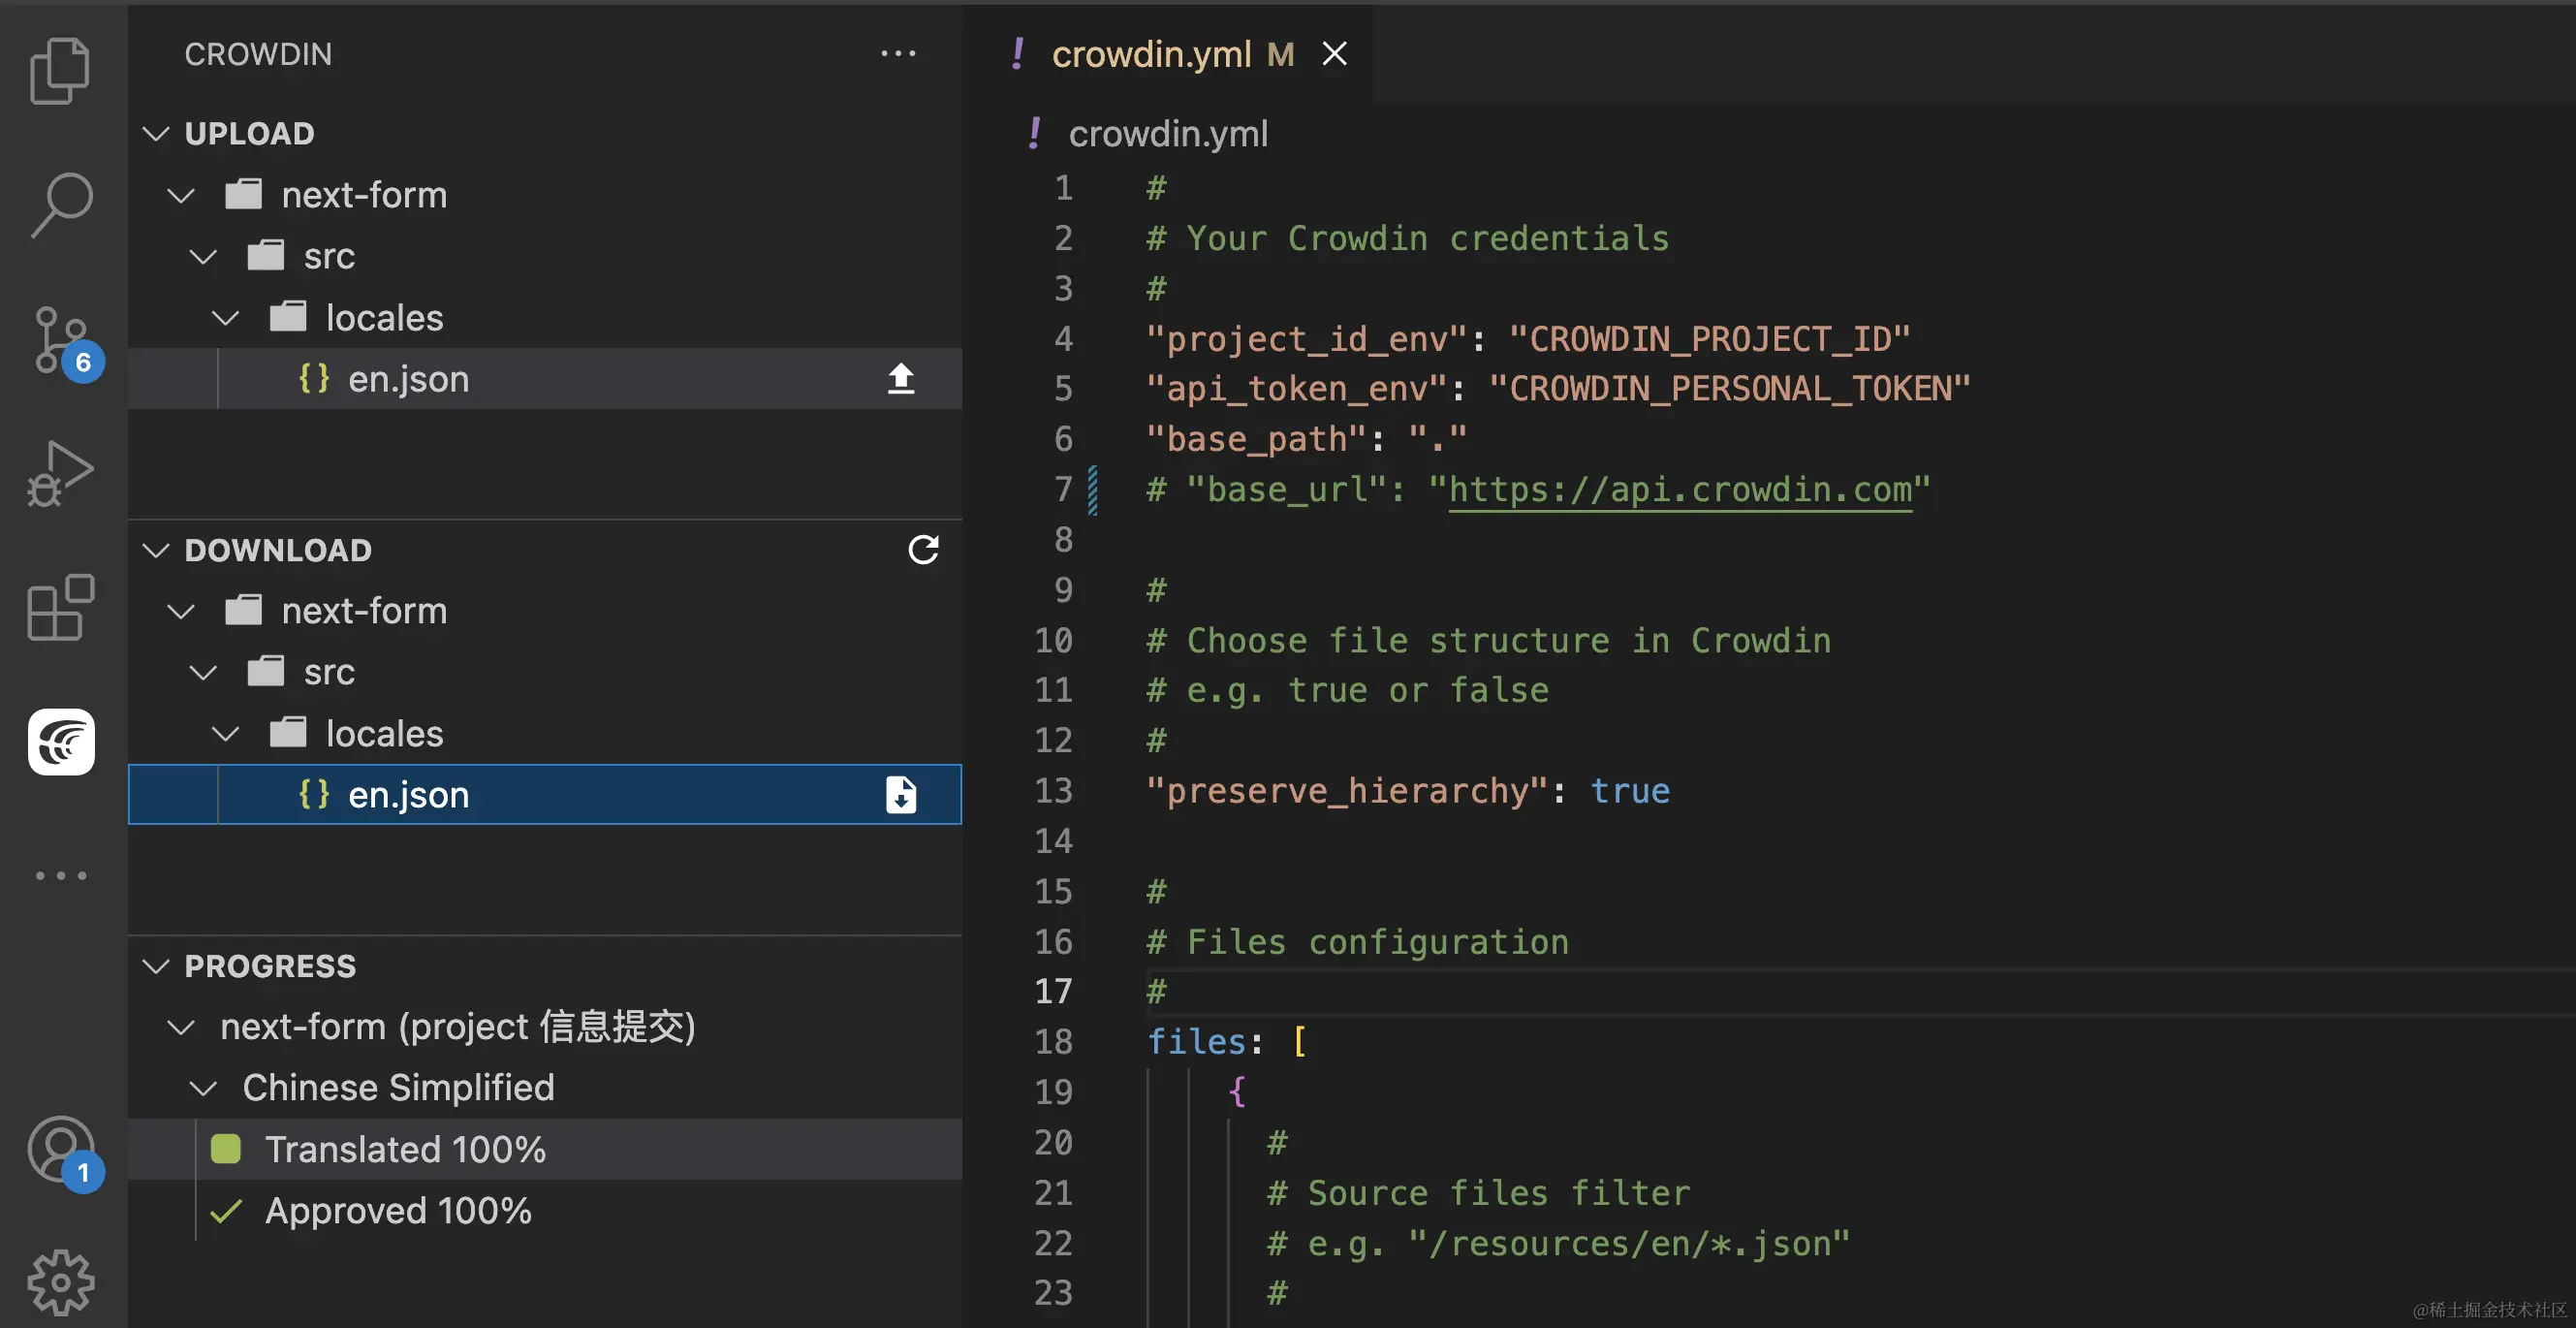 CROWDIN
UPLOAD
next-form
src
locales
{} en.json
DOWNLOAD
next-form
src
locales
{} en.json
PROGRESS
next-form (project 信息提交)
Chinese Simplified
Translated 100%
Approved 100%
6
1
! crowdin.yml M
! crowdin.yml
1 #
2 # Your Crowdin credentials
3 #
4 "project_id_env": "CROWDIN_PROJECT_ID"
5 "api_token_env": "CROWDIN_PERSONAL_TOKEN"
6 "base_path": "."
7 # "base_url": "https://api.crowdin.com"
8
9 #
10 # Choose file structure in Crowdin
11 # e.g. true or false
12 #
13 "preserve_hierarchy": true
14
15 #
16 # Files configuration
17 #
18 files: [
19 {
20 #
21 # Source files filter
22 # e.g. "/resources/en/*.json"
23 #
@稀土掘金技术社区